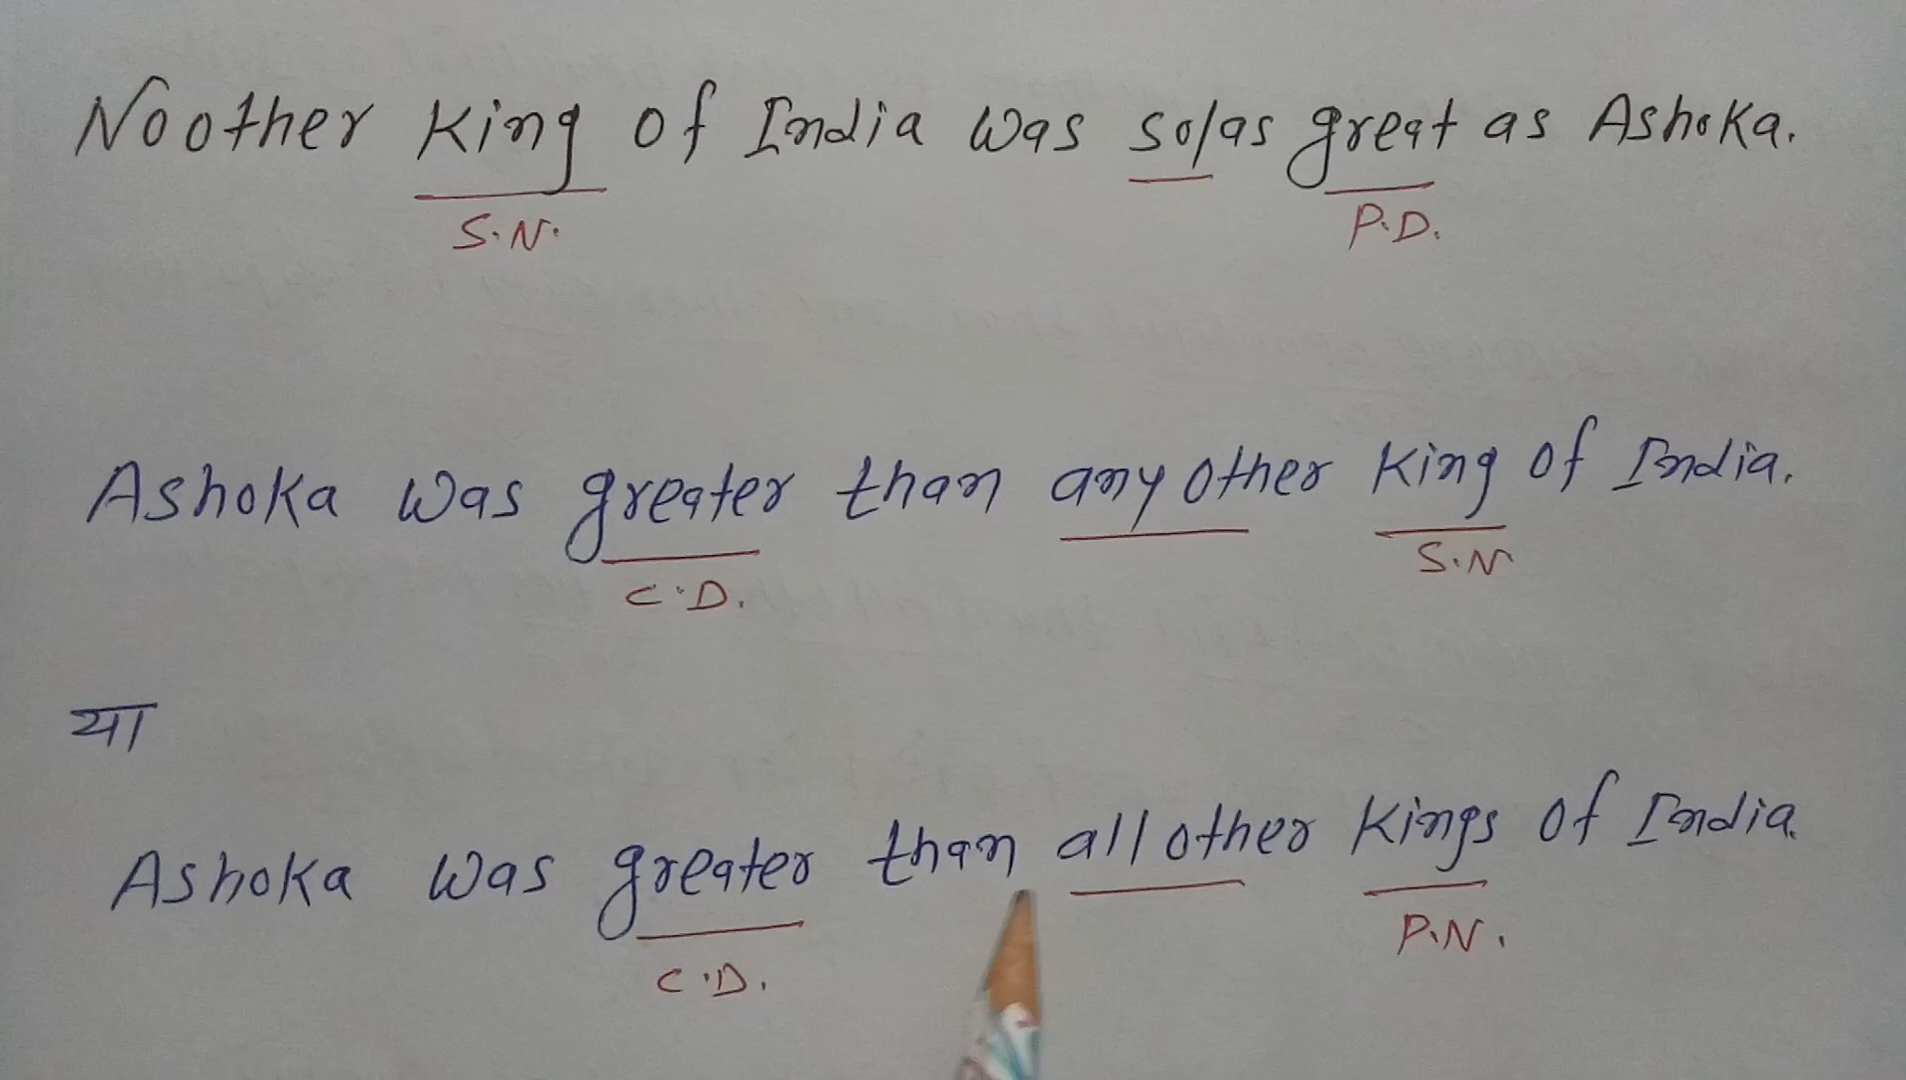 No other King of India was so/as great as Ashoka.
S.N. P.D.
Ashoka was greater than any other King of India.
C.D. S.N
या
Ashoka was greater than all other Kings of India.
C.D. P.N.